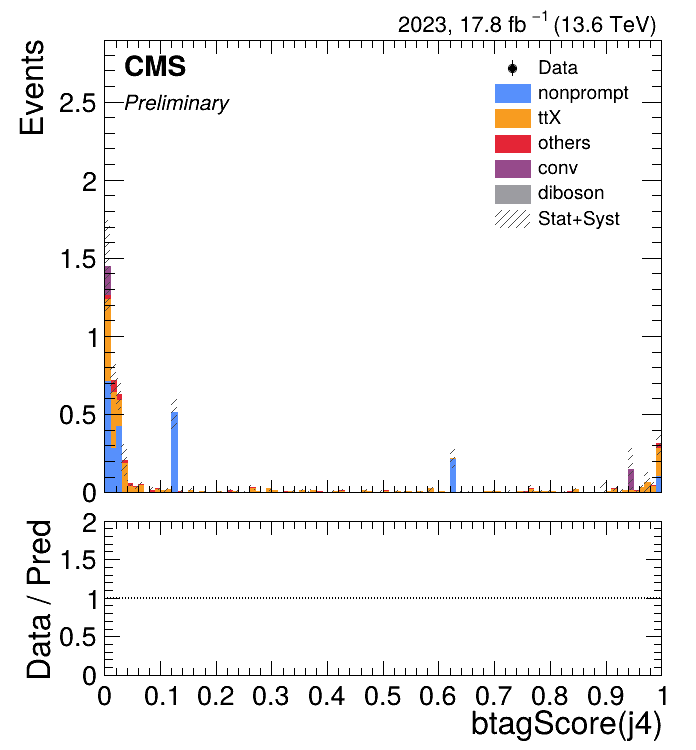 2023, 17.8 fb⁻¹ (13.6 TeV)
CMS
Preliminary
Data
nonprompt
ttX
others
conv
diboson
Stat+Syst
Events
2.5
2
1.5
1
0.5
0
Data / Pred
2
1.5
1
0.5
0
0 0.1 0.2 0.3 0.4 0.5 0.6 0.7 0.8 0.9 1
btagScore(j4)